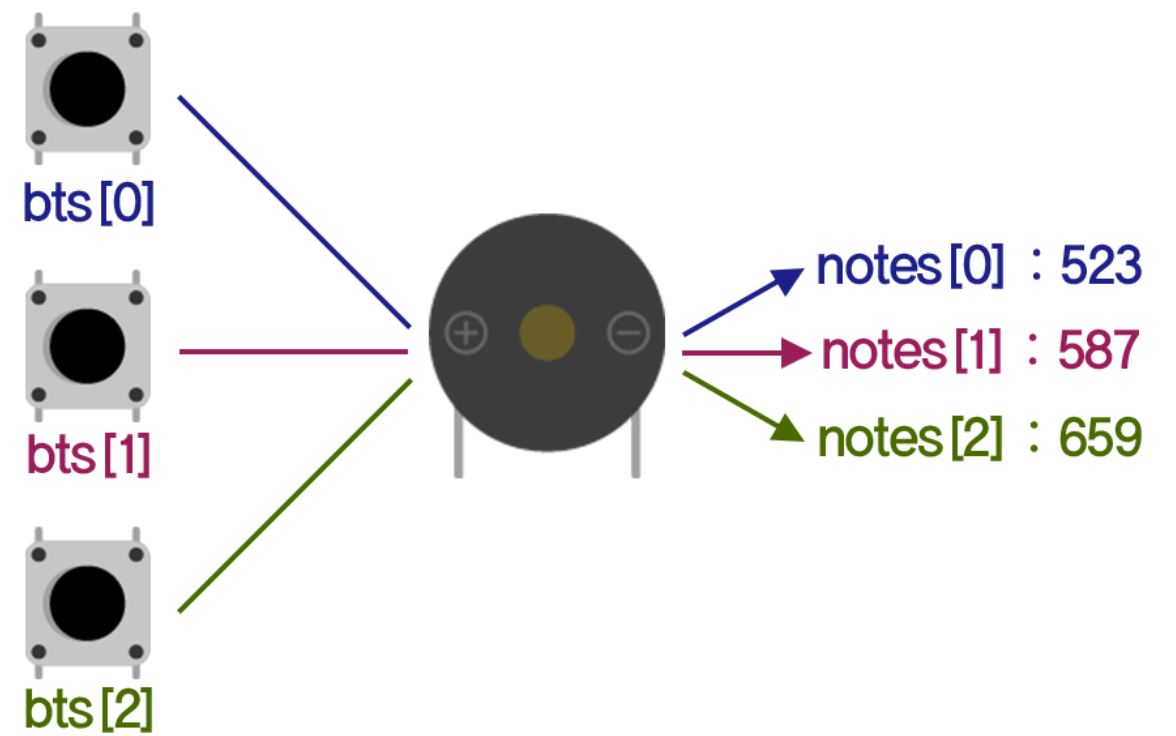 bts[0]
bts[1]
bts[2]
notes[0] : 523
notes[1] : 587
notes[2] : 659